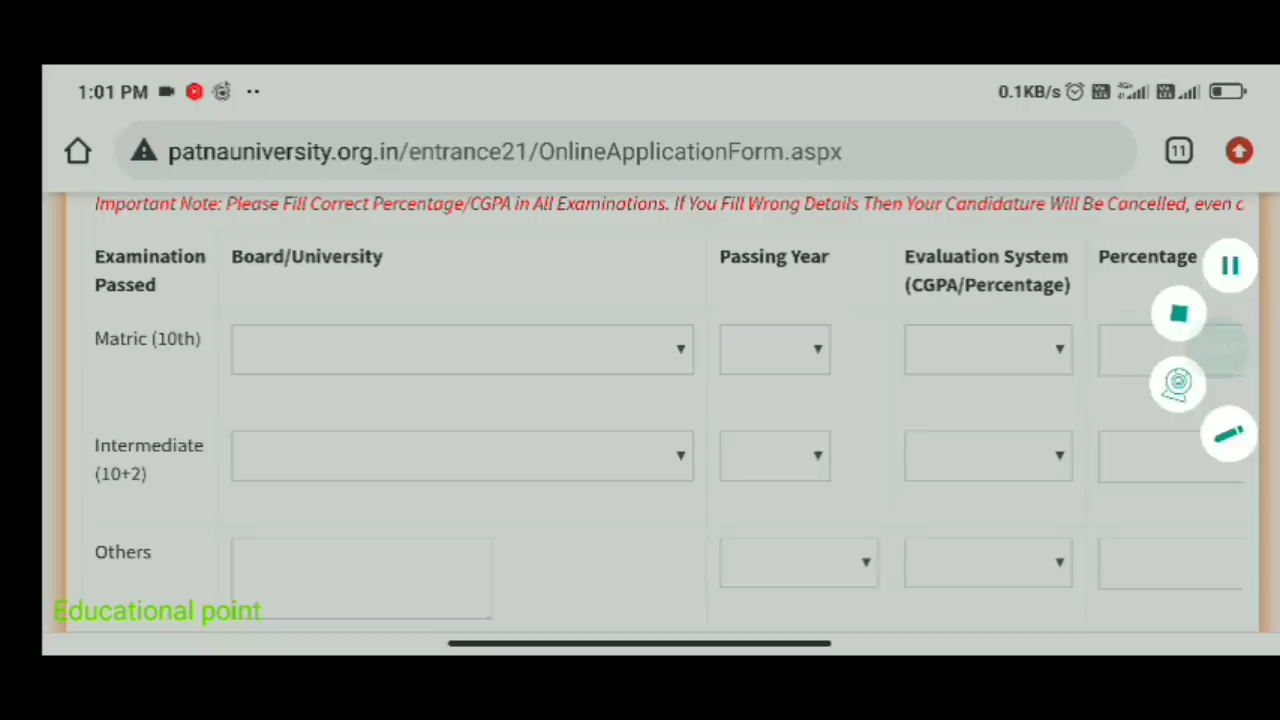 1:01 PM
0.1KB/s
patnauniversity.org.in/entrance21/OnlineApplicationForm.aspx
11
Important Note: Please Fill Correct Percentage/CGPA in All Examinations. If You Fill Wrong Details Then Your Candidature Will Be Cancelled, even
Examination Passed
Board/University
Passing Year
Evaluation System
(CGPA/Percentage)
Percentage
Matric (10th)
Intermediate
(10+2)
Others
Educational point